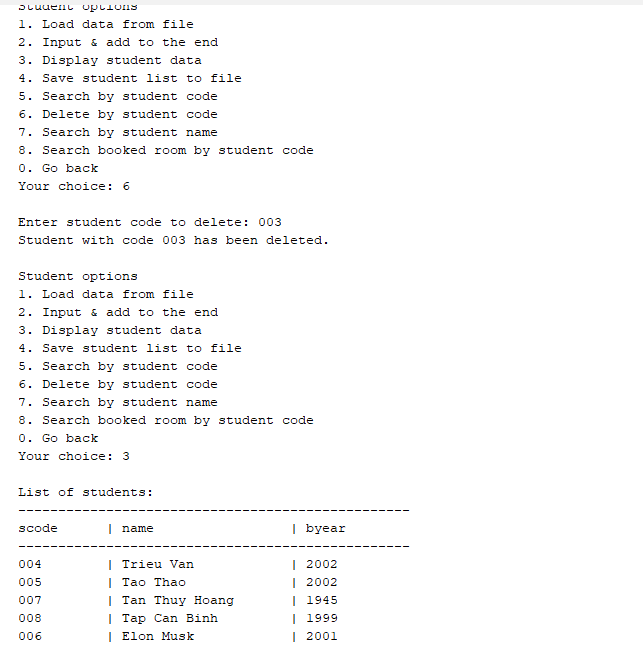 Student options
1. Load data from file
2. Input & add to the end
3. Display student data
4. Save student list to file
5. Search by student code
6. Delete by student code
7. Search by student name
8. Search booked room by student code
0. Go back
Your choice: 6
Enter student code to delete: 003
Student with code 003 has been deleted.
Student options
1. Load data from file
2. Input & add to the end
3. Display student data
4. Save student list to file
5. Search by student code
6. Delete by student code
7. Search by student name
8. Search booked room by student code
0. Go back
Your choice: 3
List of students:
-------------------------------------------------
scode | name | byear
-------------------------------------------------
004 | Trieu Van | 2002
005 | Tao Thao | 2002
007 | Tan Thuy Hoang | 1945
008 | Tap Can Binh | 1999
006 | Elon Musk | 2001